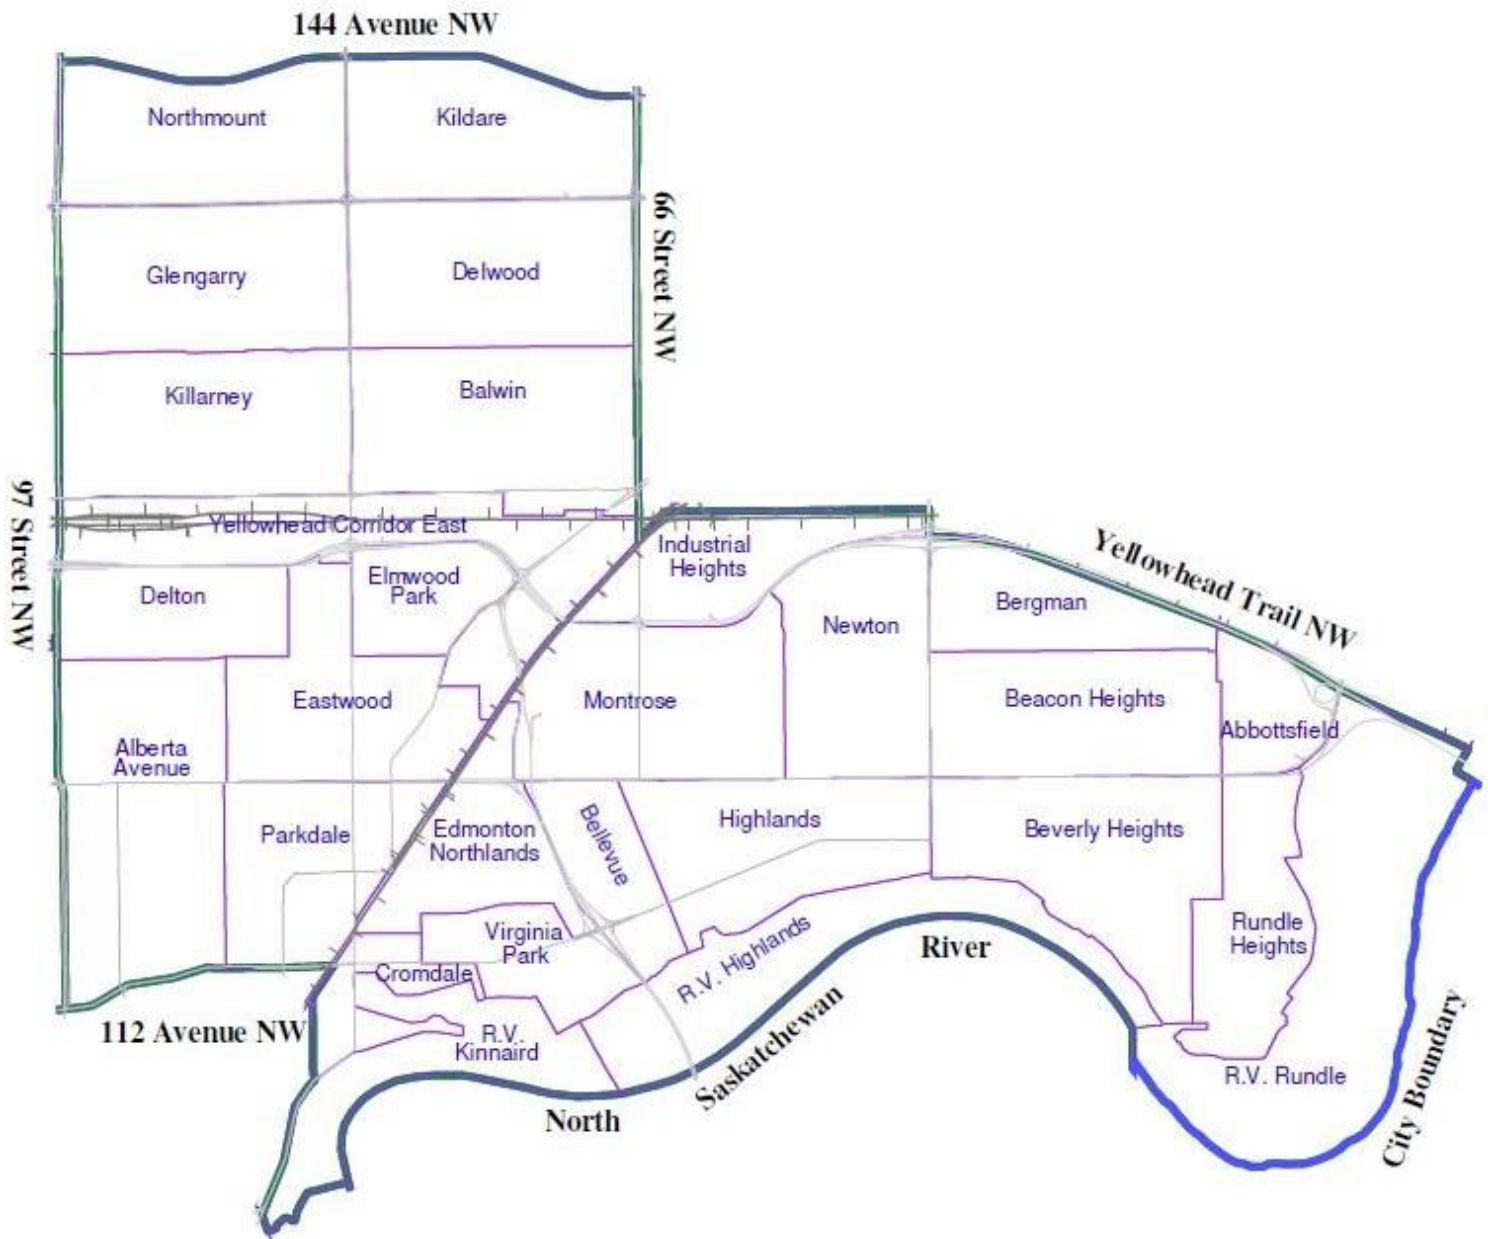 144 Avenue NW
Northmount
Kildare
66 Street NW
Glengarry
Delwood
Killarney
Balwin
97 Street NW
Yellowhead Corridor East
Industrial
Heights
Yellowhead Trail NW
Delton
Elmwood
Park
Bergman
Newton
Eastwood
Montrose
Beacon Heights
Abbottsfield
Alberta
Avenue
Parkdale
Edmonton
Northlands
Bellevue
Highlands
Beverly Heights
Virginia
Park
Rundle
Heights
Cromdale
R.V. Highlands
River
112 Avenue NW
R.V.
Kinnaird
Saskatchewan
R.V. Rundle
City Boundary
North